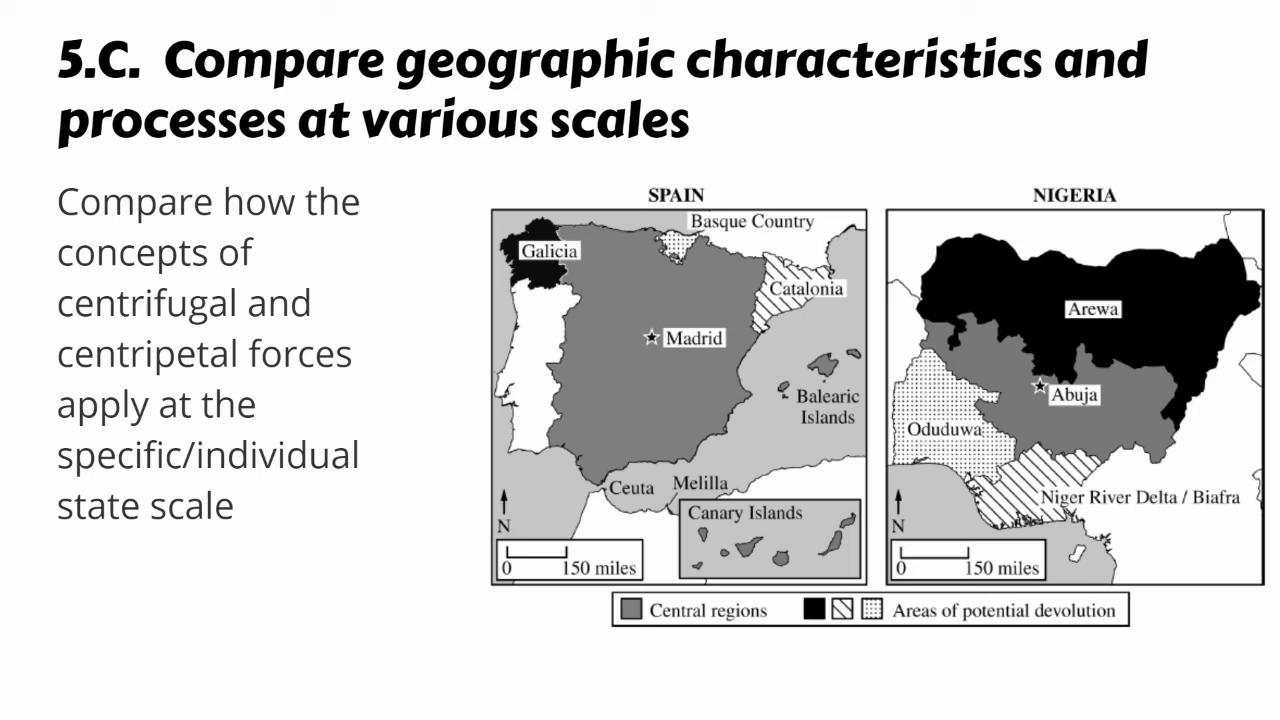 5.C. Compare geographic characteristics and
processes at various scales
Compare how the
concepts of
centrifugal and
centripetal forces
apply at the
specific/individual
state scale
SPAIN
Basque Country
Galicia
Catalonia
Madrid
Balearic
Islands
Ceuta
Melilla
Canary Islands
N
0 150 miles
NIGERIA
Arewa
Abuja
Oduduwa
Niger River Delta / Biafra
N
0 150 miles
Central regions
Areas of potential devolution